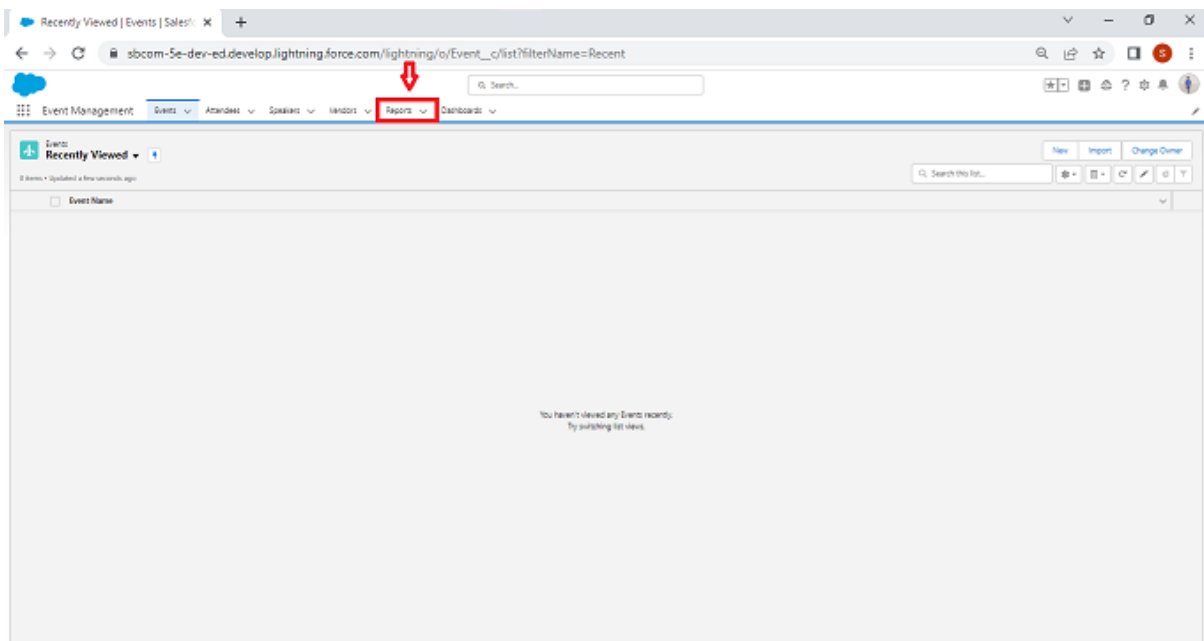 Recently Viewed | Events | Salesf
sbcom-5e-dev-ed.develop.lightning.force.com/lightning/o/Event__c/list?filterName=Recent
S
Search...
Event Management Events Attendees Speakers Vendors Reports Dashboards
Events
Recently Viewed
New Import Change Owner
0 items • Updated a few seconds ago
Search this list...
Event Name
You haven't viewed any Events recently.
Try switching list views.